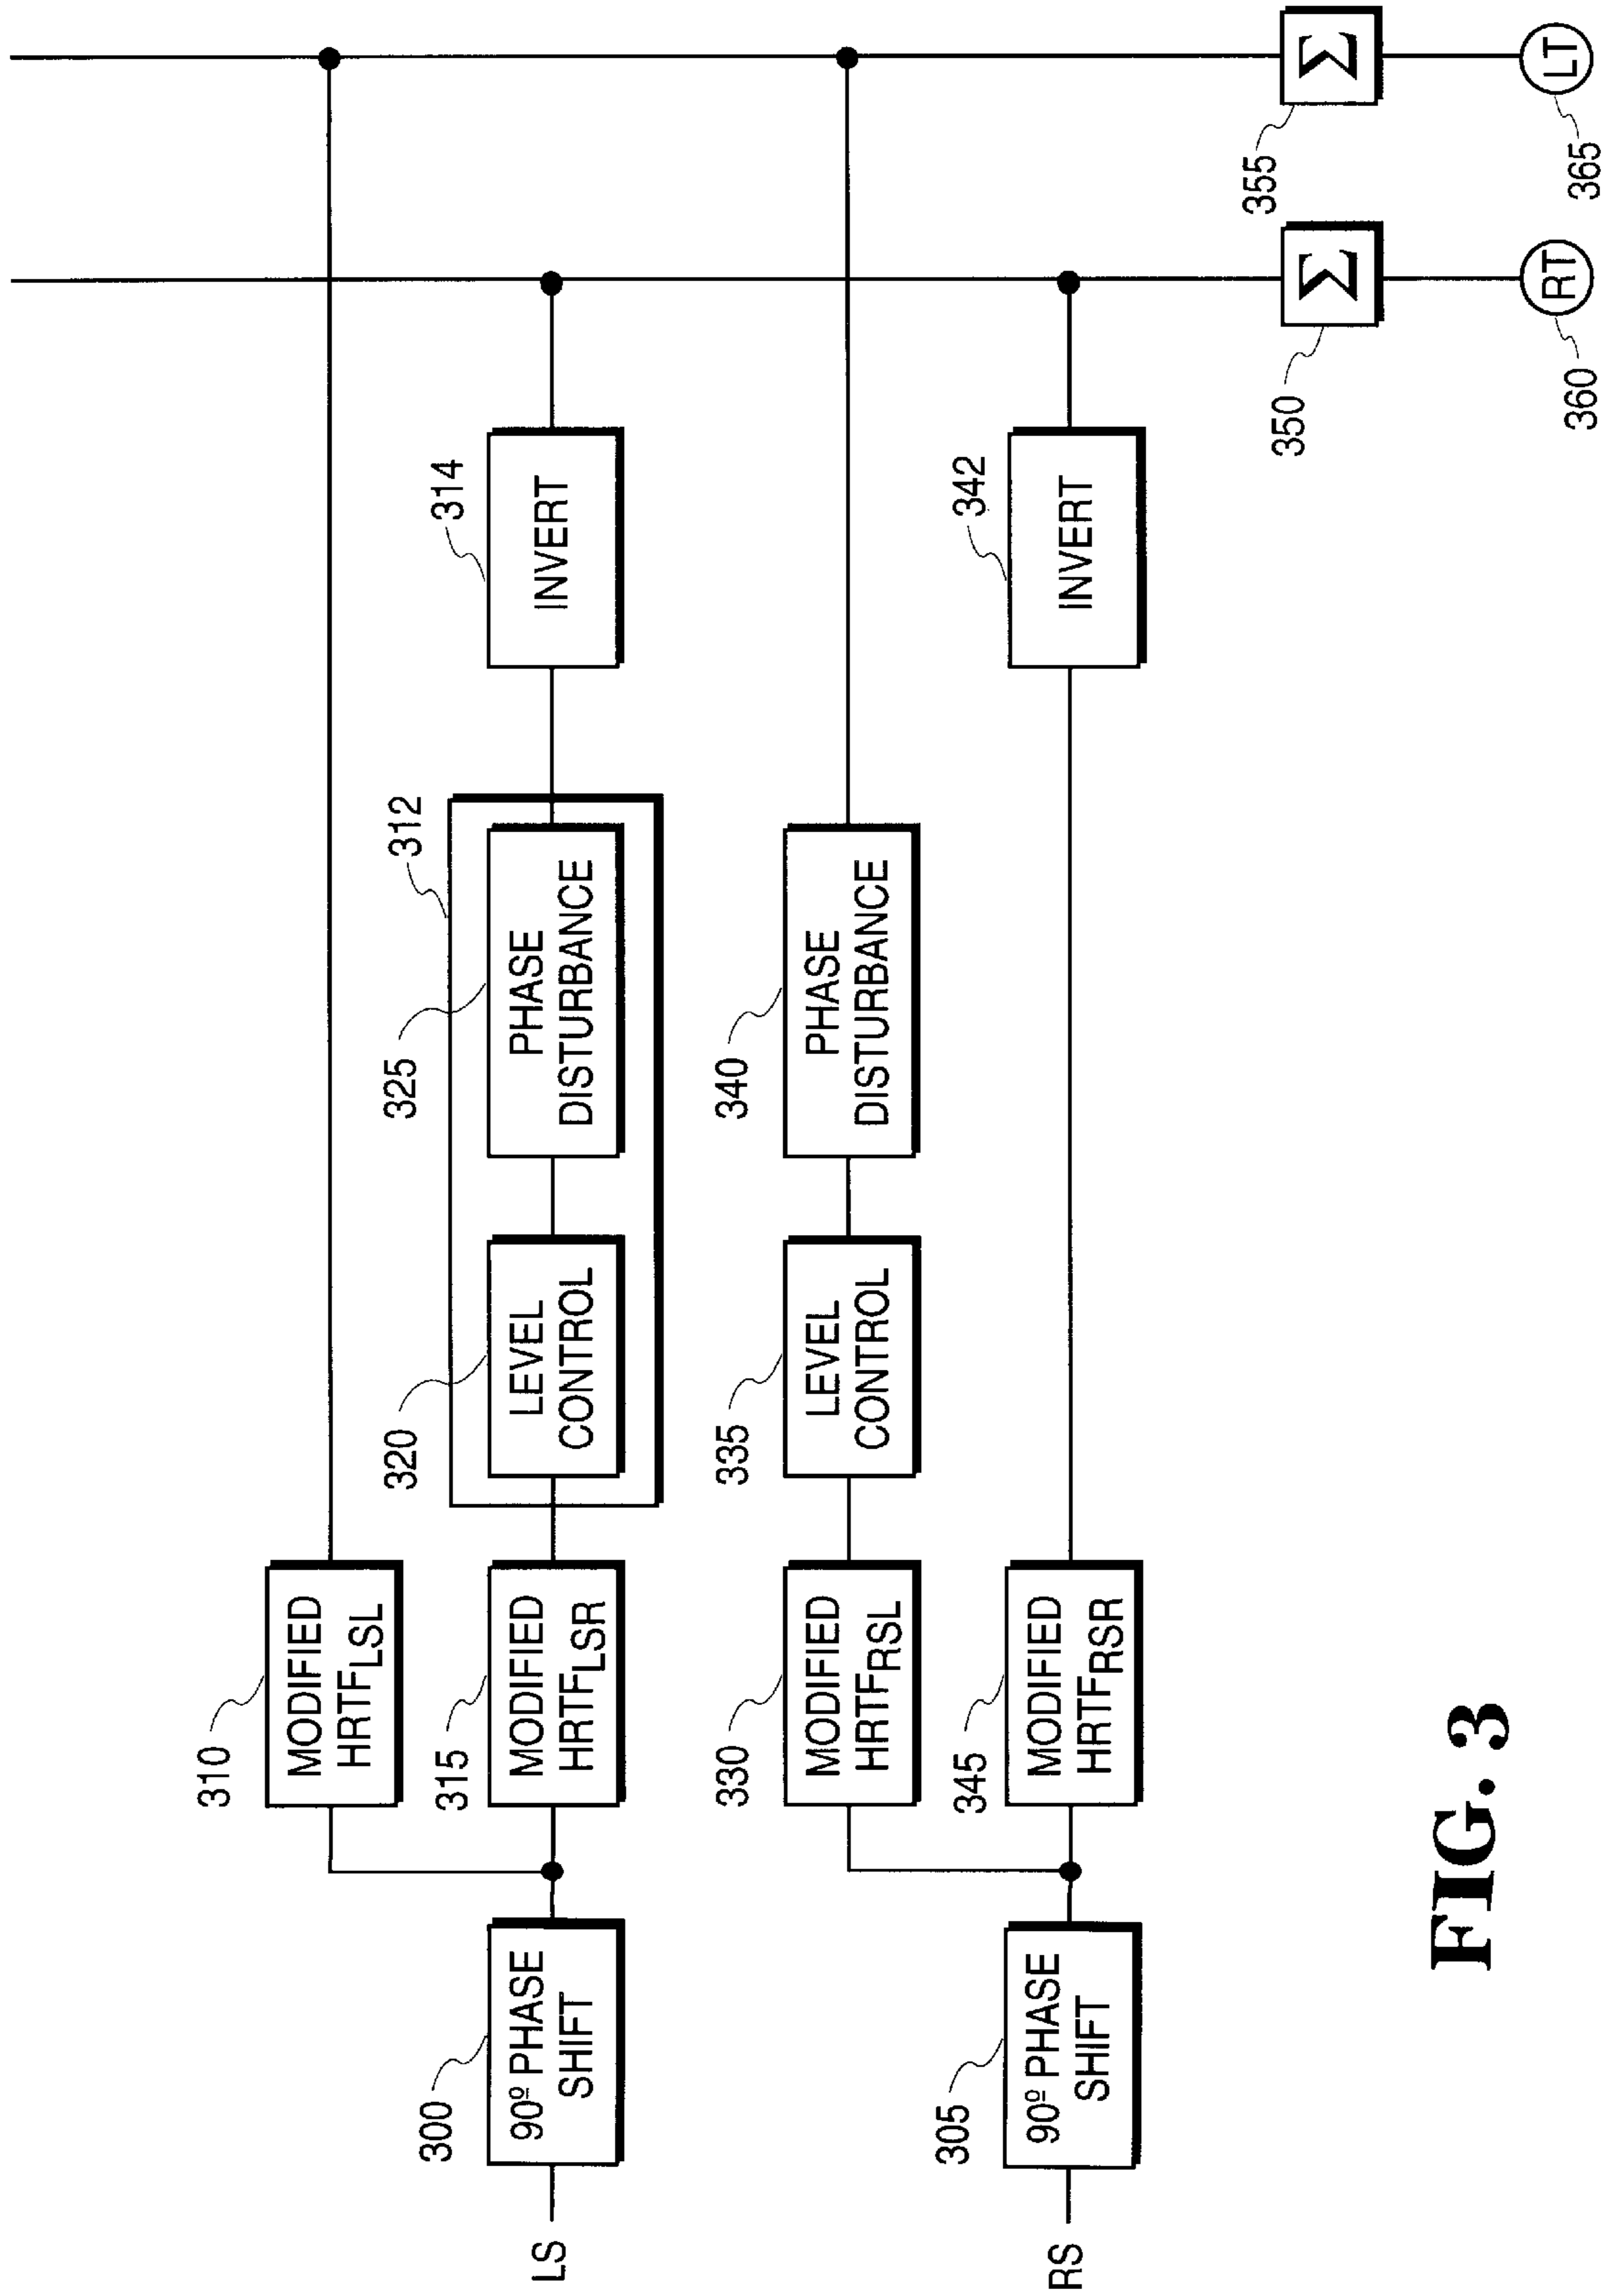 310
MODIFIED
HRTFLSL
LS
300
90º PHASE
SHIFT
315
MODIFIED
HRTFLSR
312
320
LEVEL
CONTROL
325
PHASE
DISTURBANCE
314
INVERT
330
MODIFIED
HRTFRSL
335
LEVEL
CONTROL
340
PHASE
DISTURBANCE
RS
305
90º PHASE
SHIFT
345
MODIFIED
HRTFRSR
342
INVERT
350
Σ
355
Σ
360
RT
365
LT
FIG. 3